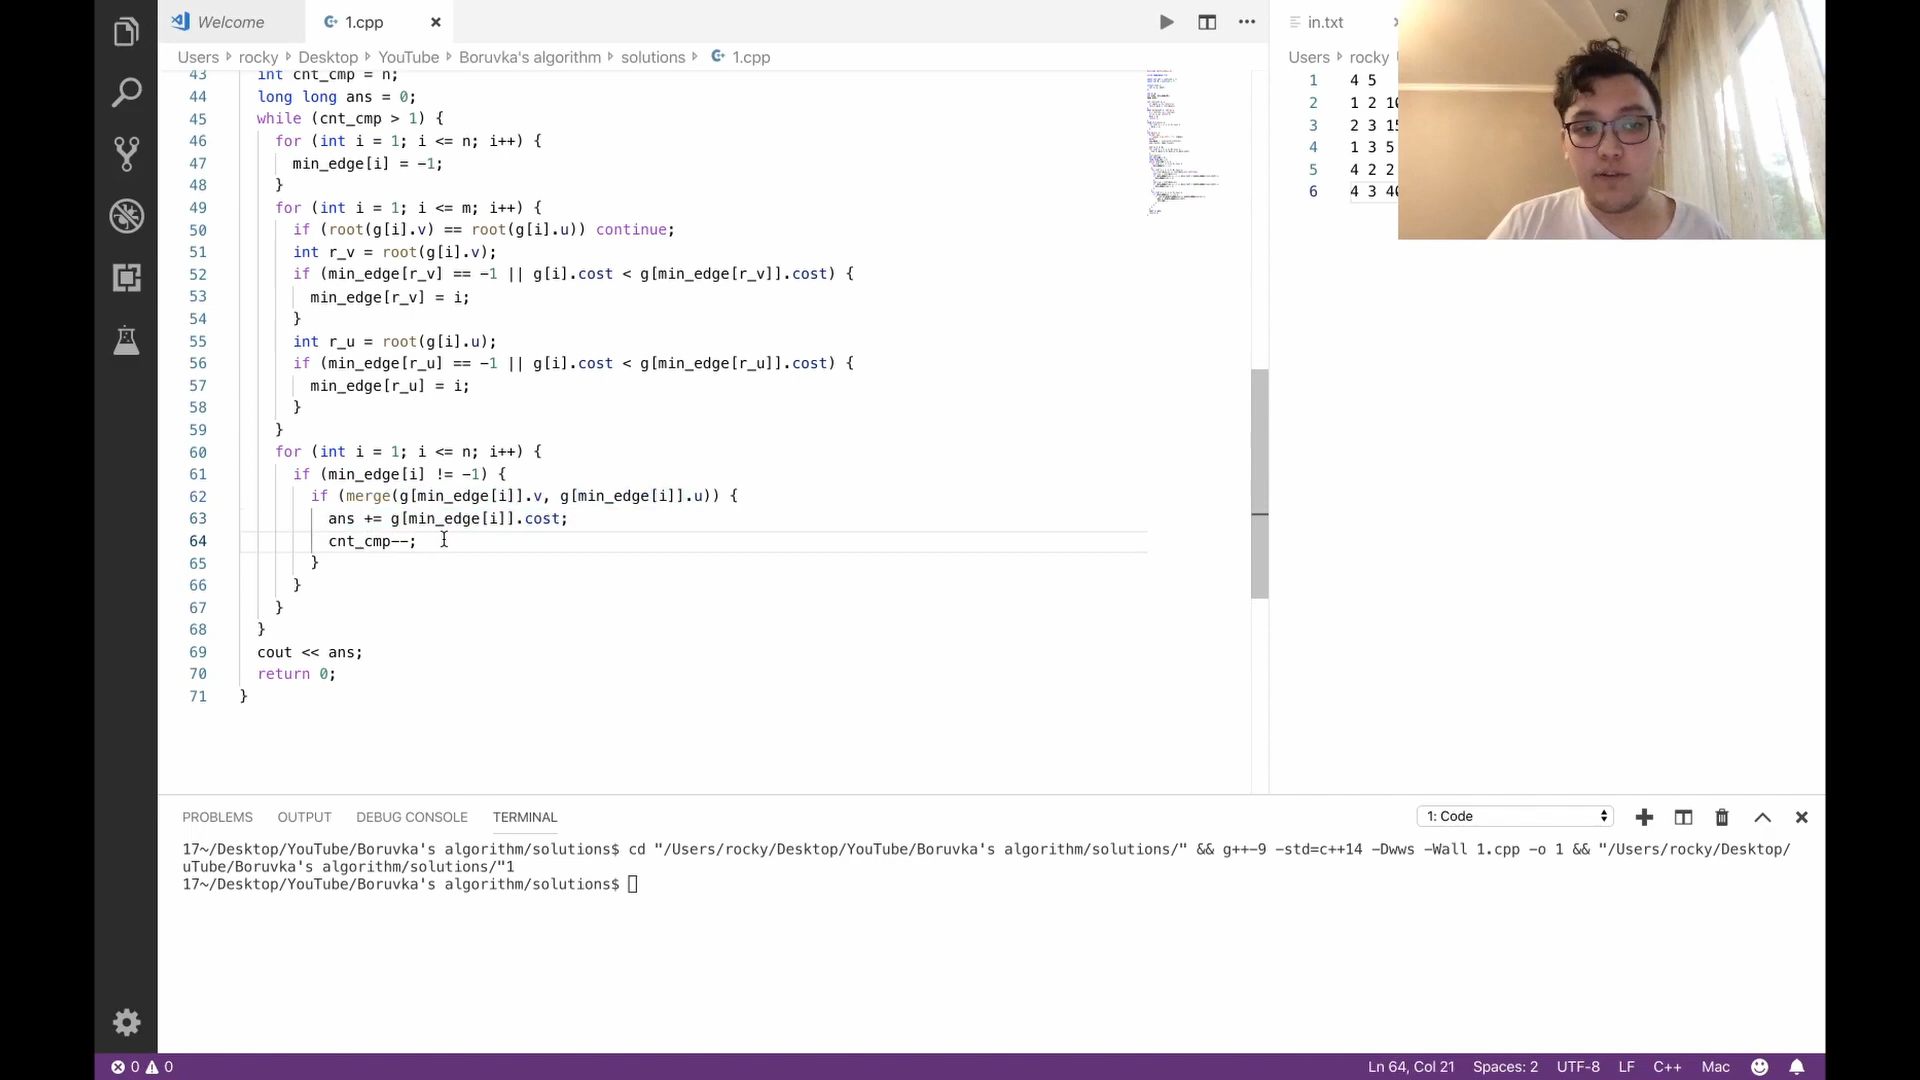 Welcome
1.cpp
in.txt
Users rocky Desktop YouTube Boruvka's algorithm solutions 1.cpp
Users rocky
43 int cnt_cmp = n;
44 long long ans = 0;
45 while (cnt_cmp > 1) {
46 for (int i = 1; i <= n; i++) {
47 min_edge[i] = -1;
48 }
49 for (int i = 1; i <= m; i++) {
50 if (root(g[i].v) == root(g[i].u)) continue;
51 int r_v = root(g[i].v);
52 if (min_edge[r_v] == -1 || g[i].cost < g[min_edge[r_v]].cost) {
53 min_edge[r_v] = i;
54 }
55 int r_u = root(g[i].u);
56 if (min_edge[r_u] == -1 || g[i].cost < g[min_edge[r_u]].cost) {
57 min_edge[r_u] = i;
58 }
59 }
60 for (int i = 1; i <= n; i++) {
61 if (min_edge[i] != -1) {
62 if (merge(g[min_edge[i]].v, g[min_edge[i]].u)) {
63 ans += g[min_edge[i]].cost;
64 cnt_cmp--;
65 }
66 }
67 }
68 }
69 cout << ans;
70 return 0;
71 }
1 4 5
2 1 2 10
3 2 3 15
4 1 3 5
5 4 2 2
6 4 3 40
PROBLEMS OUTPUT DEBUG CONSOLE TERMINAL
1: Code
17~/Desktop/YouTube/Boruvka's algorithm/solutions$ cd "/Users/rocky/Desktop/YouTube/Boruvka's algorithm/solutions/" && g++-9 -std=c++14 -Dwws -Wall 1.cpp -o 1 && "/Users/rocky/Desktop/
uTube/Boruvka's algorithm/solutions/"1
17~/Desktop/YouTube/Boruvka's algorithm/solutions$
0 0
Ln 64, Col 21 Spaces: 2 UTF-8 LF C++ Mac